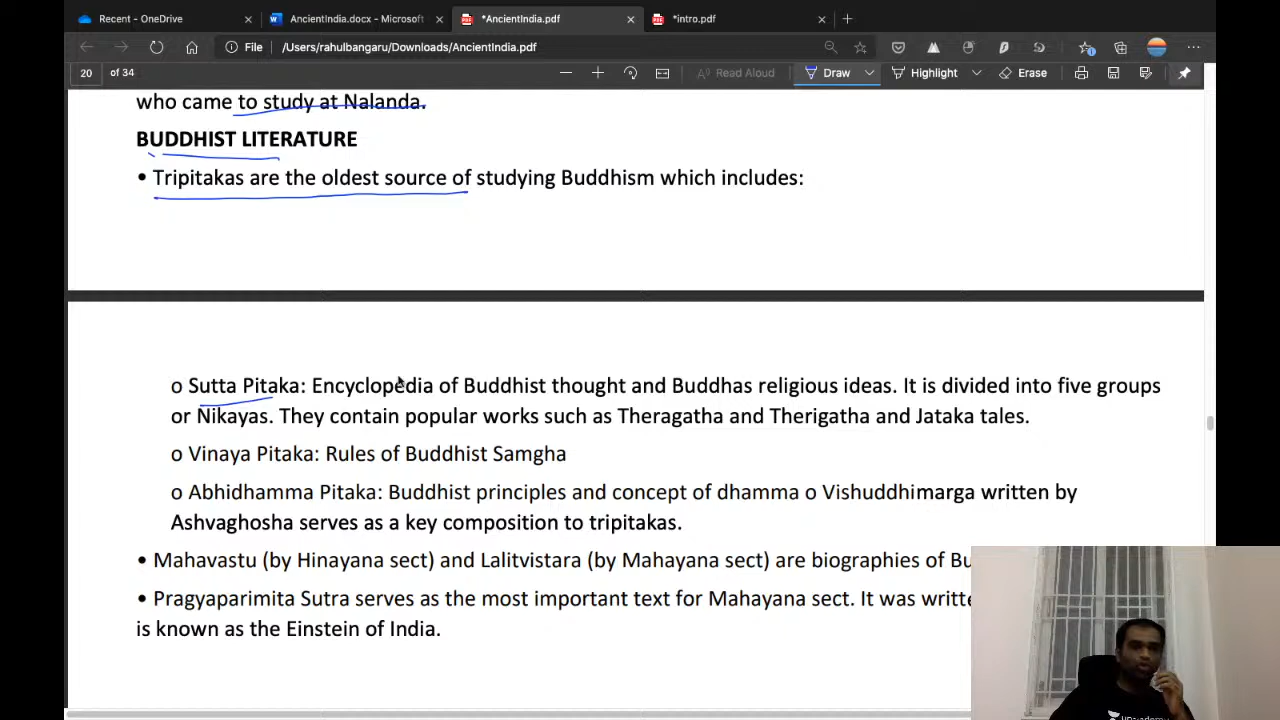 Recent - OneDrive
AncientIndia.docx - Microsoft
*AncientIndia.pdf
*intro.pdf
File
/Users/rahulbangaru/Downloads/AncientIndia.pdf
20 of 34
Read Aloud
Draw
Highlight
Erase
who came to study at Nalanda.
BUDDHIST LITERATURE
• Tripitakas are the oldest source of studying Buddhism which includes:
o Sutta Pitaka: Encyclopedia of Buddhist thought and Buddhas religious ideas. It is divided into five groups
or Nikayas. They contain popular works such as Theragatha and Therigatha and Jataka tales.
o Vinaya Pitaka: Rules of Buddhist Samgha
o Abhidhamma Pitaka: Buddhist principles and concept of dhamma o Vishuddhimarga written by
Ashvaghosha serves as a key composition to tripitakas.
• Mahavastu (by Hinayana sect) and Lalitvistara (by Mahayana sect) are biographies of
• Pragyaparimita Sutra serves as the most important text for Mahayana sect. It was
is known as the Einstein of India.